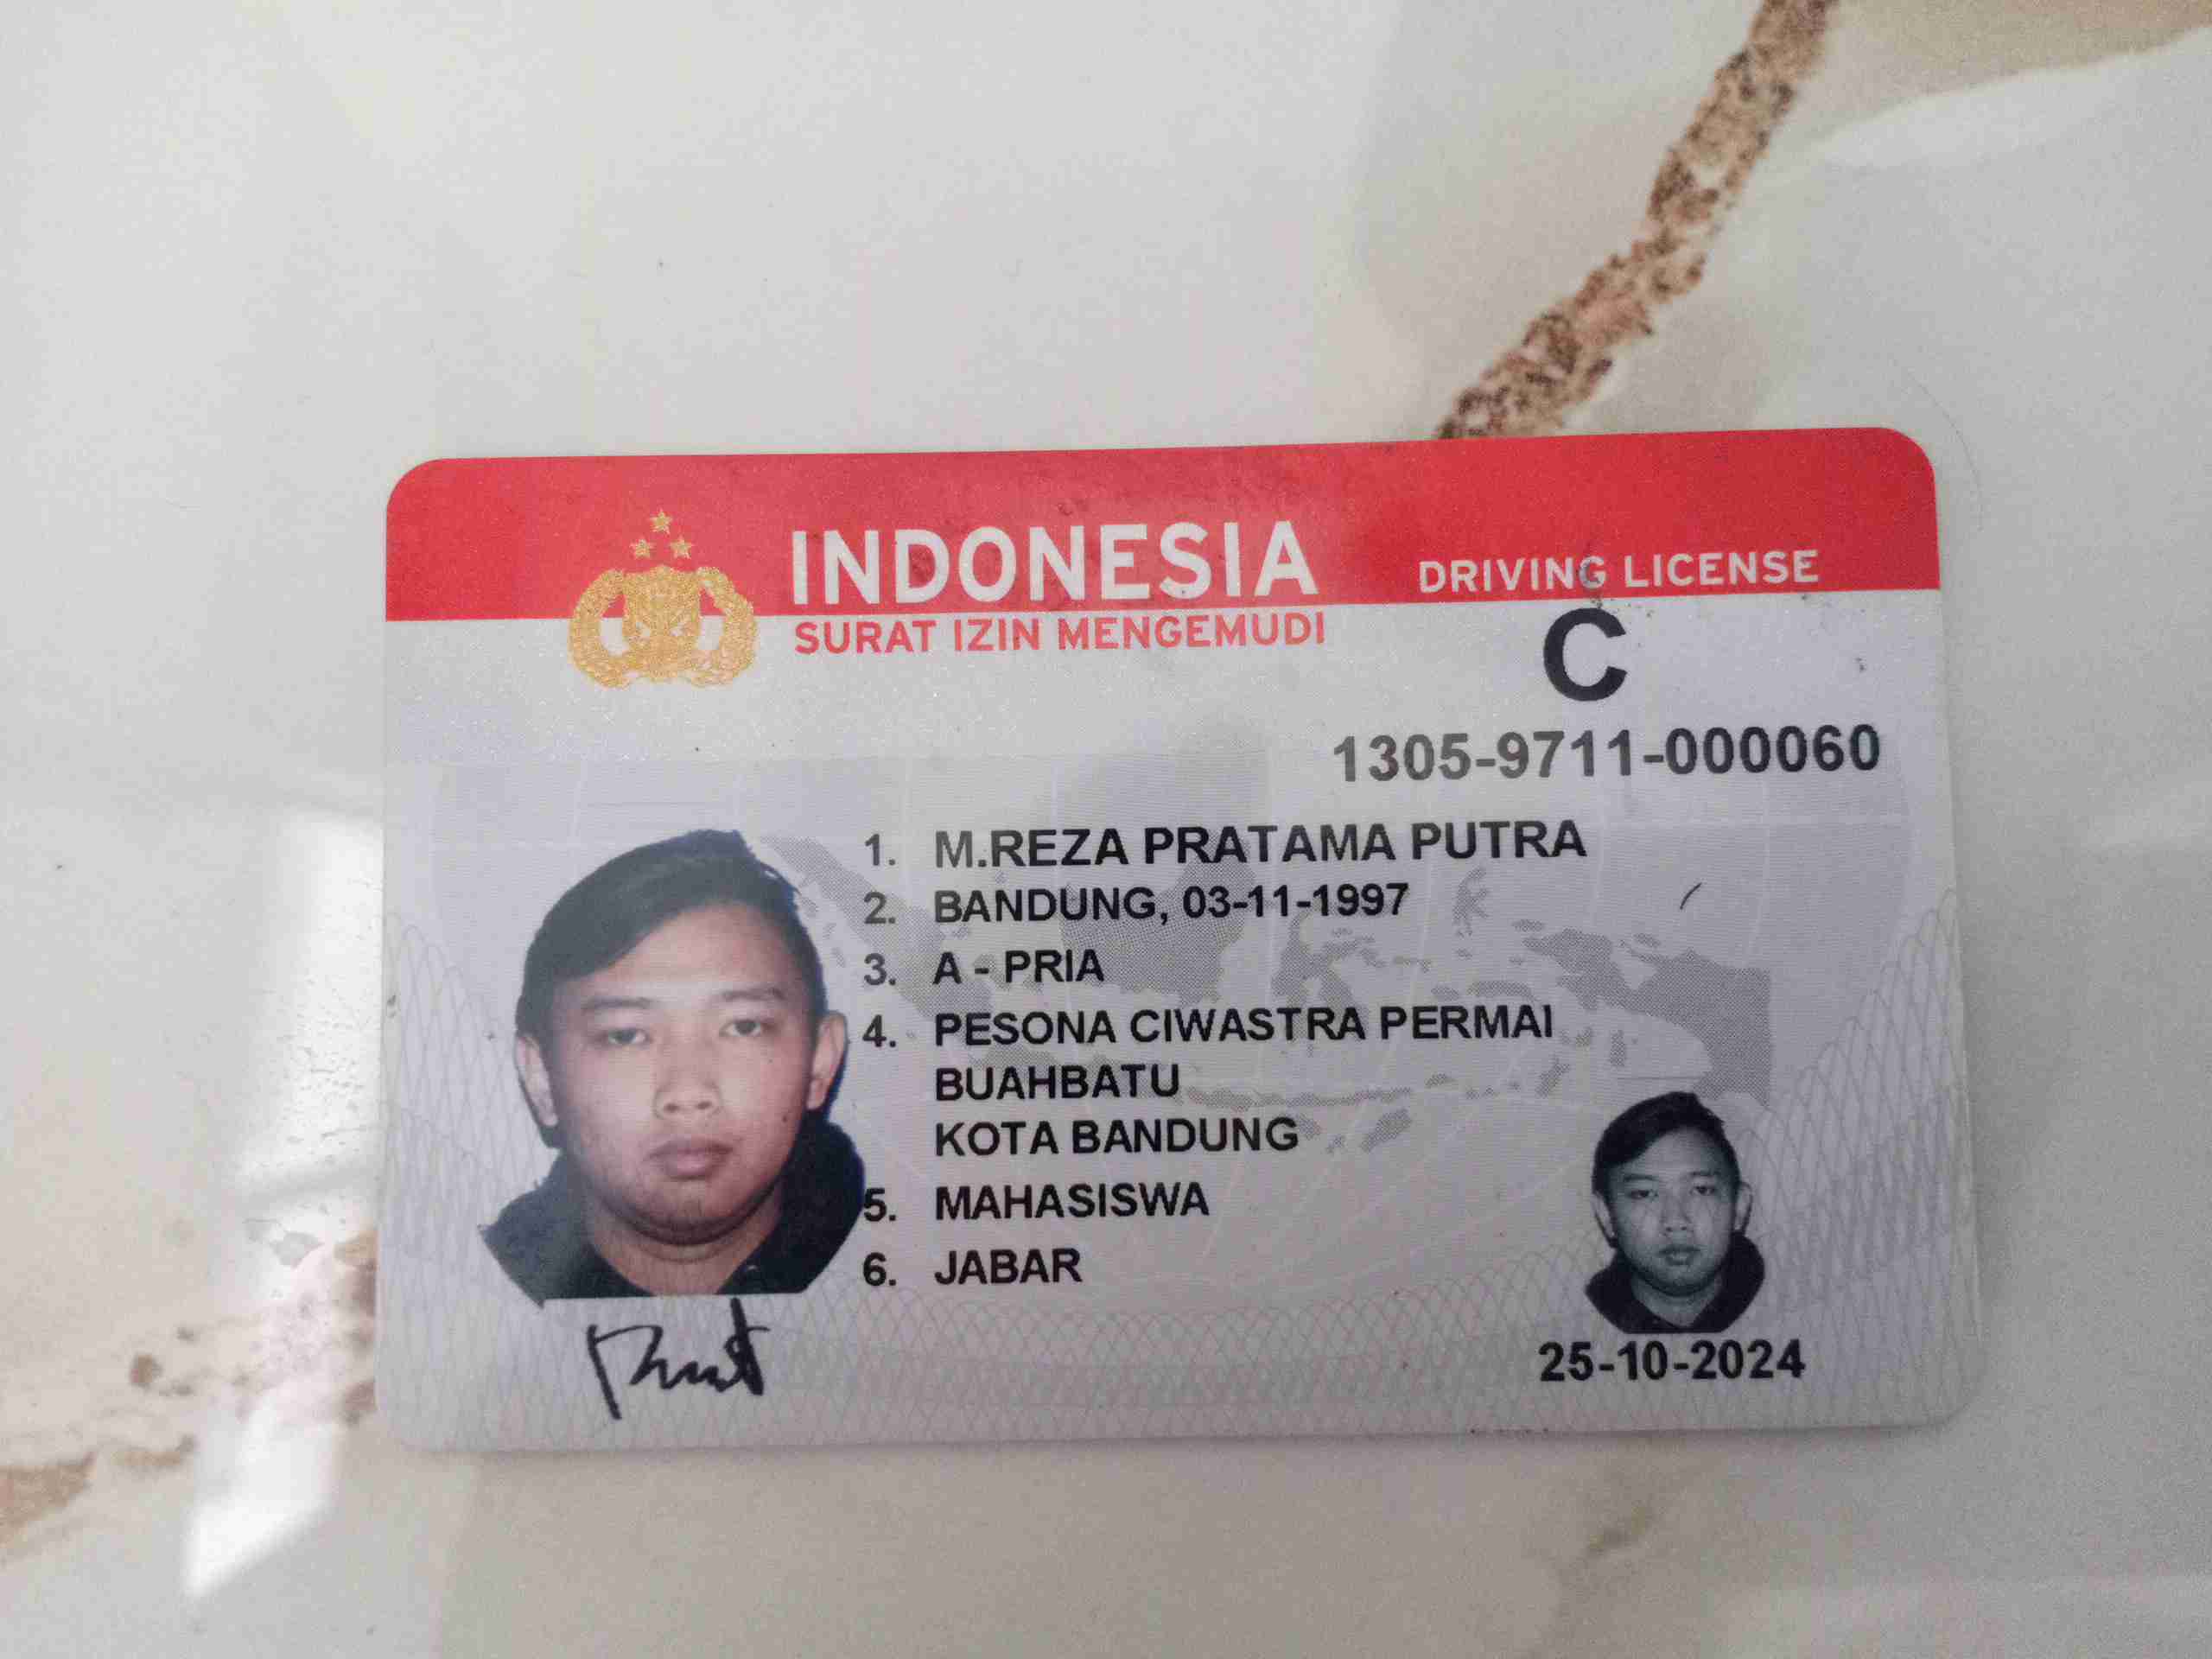 INDONESIA
DRIVING LICENSE
SURAT IZIN MENGEMUDI
C
1305-9711-000060
1. M.REZA PRATAMA PUTRA
2. BANDUNG, 03-11-1997
3. A - PRIA
4. PESONA CIWASTRA PERMAI
BUAHBATU
KOTA BANDUNG
5. MAHASISWA
6. JABAR
25-10-2024